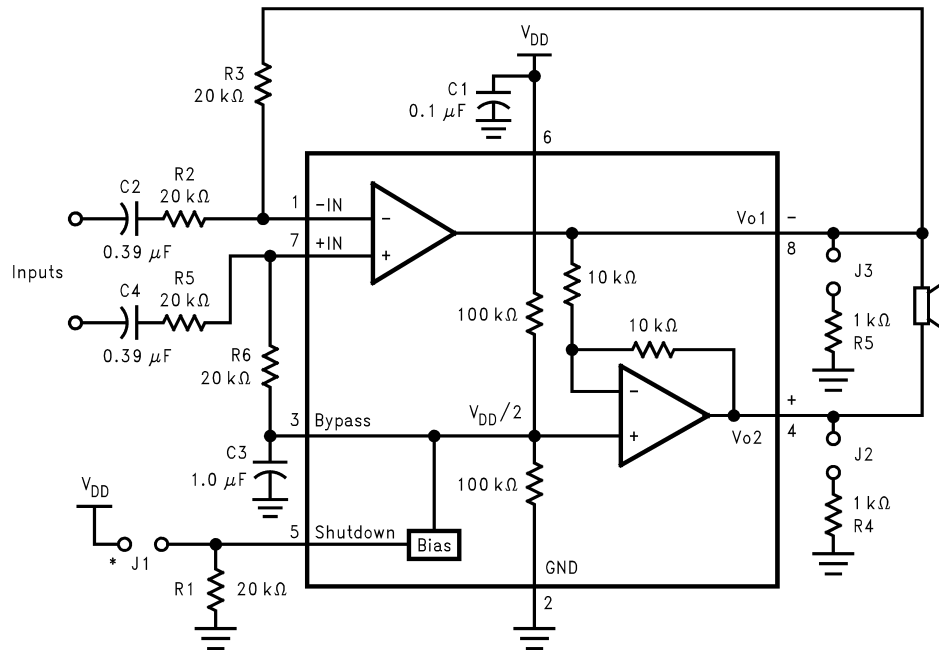 V_DD
R3
20 kΩ
C1
0.1 μF
6
C2
R2
20 kΩ
1
-IN
-
Vo1
-
0.39 μF
7
+IN
+
8
Inputs
C4
R5
20 kΩ
0.39 μF
10 kΩ
J3
100 kΩ
10 kΩ
1 kΩ
R5
R6
20 kΩ
-
3
Bypass
V_DD/2
+
Vo2
+
4
C3
1.0 μF
100 kΩ
J2
V_DD
5
Shutdown
1 kΩ
R4
* J1
Bias
R1
20 kΩ
GND
2